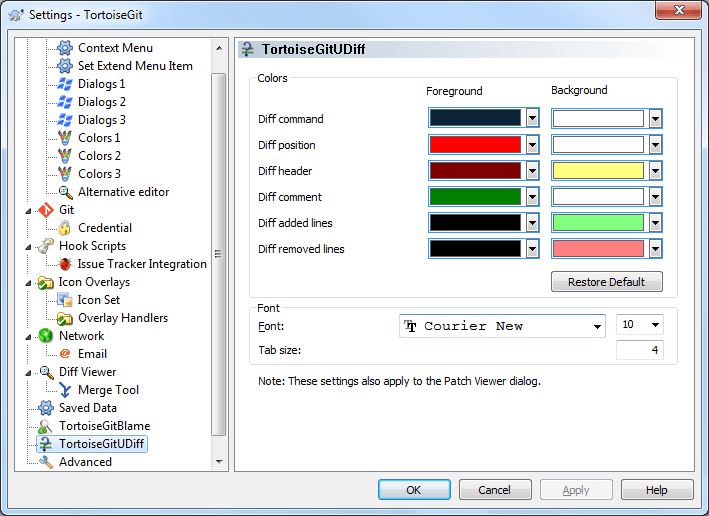 Settings - TortoiseGit
Context Menu
Set Extend Menu Item
Dialogs 1
Dialogs 2
Dialogs 3
Colors 1
Colors 2
Colors 3
Alternative editor
Git
Credential
Hook Scripts
Issue Tracker Integration
Icon Overlays
Icon Set
Overlay Handlers
Network
Email
Diff Viewer
Merge Tool
Saved Data
TortoiseGitBlame
TortoiseGitUDiff
Advanced
TortoiseGitUDiff
Colors
Foreground Background
Diff command
Diff position
Diff header
Diff comment
Diff added lines
Diff removed lines
Restore Default
Font
Font: Courier New 10
Tab size: 4
Note: These settings also apply to the Patch Viewer dialog.
OK Cancel Apply Help